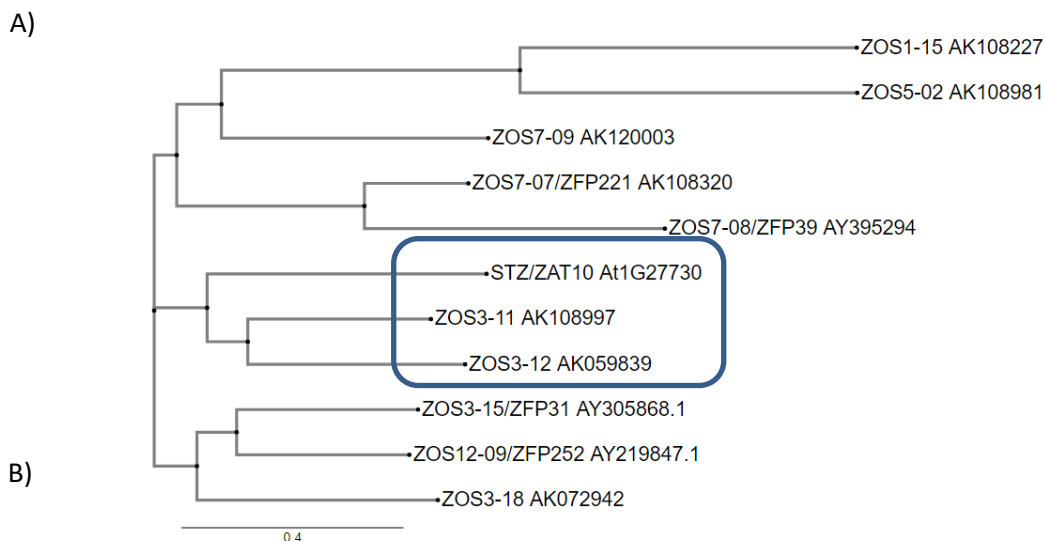 A)
ZOS1-15 AK108227
ZOS5-02 AK108981
ZOS7-09 AK120003
ZOS7-07/ZFP221 AK108320
ZOS7-08/ZFP39 AY395294
STZ/ZAT10 At1G27730
ZOS3-11 AK108997
ZOS3-12 AK059839
ZOS3-15/ZFP31 AY305868.1
ZOS12-09/ZFP252 AY219847.1
B)
ZOS3-18 AK072942
0.4